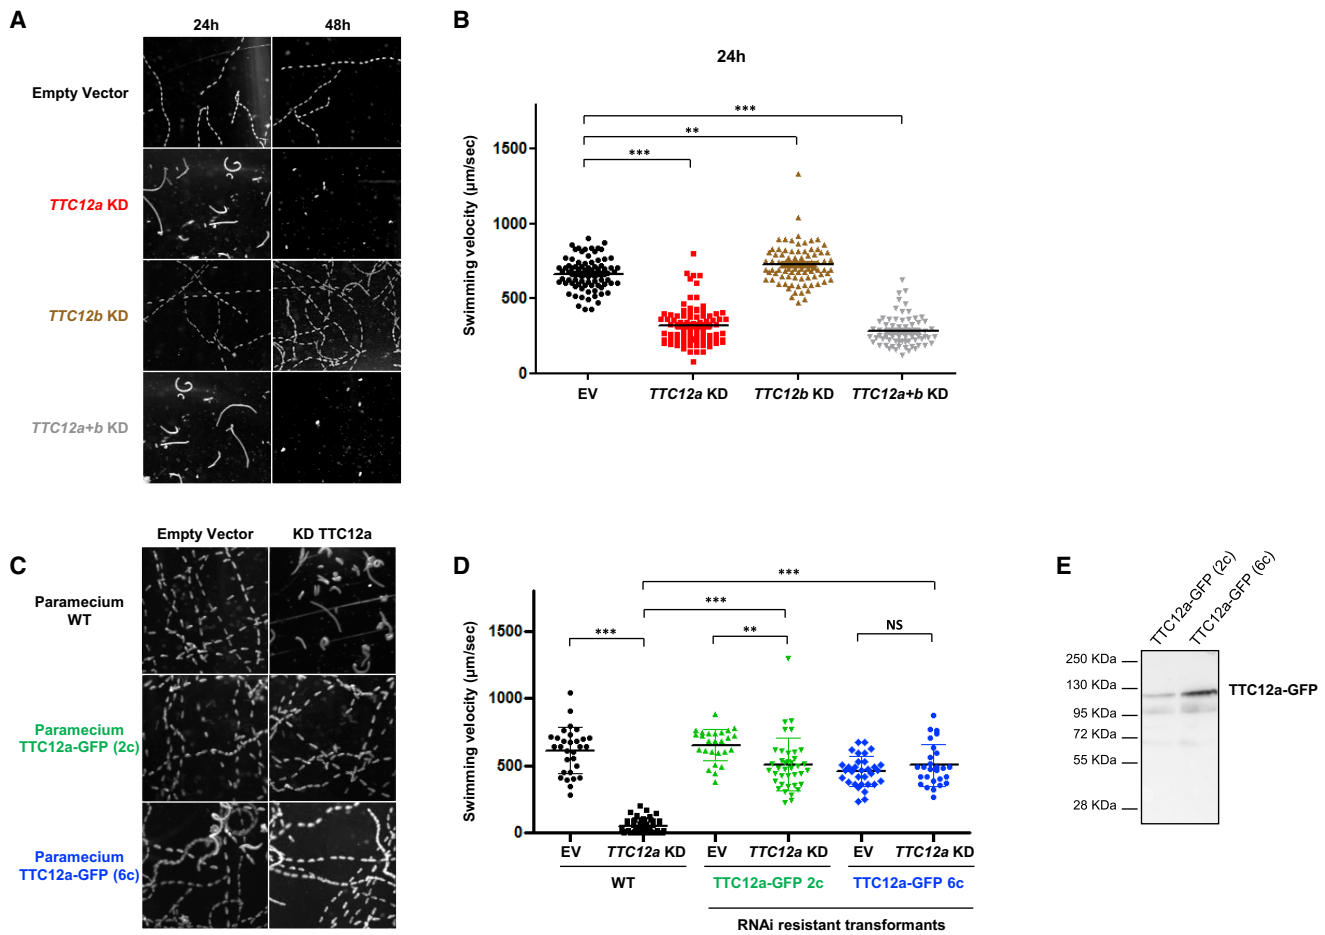 A
24h
48h
Empty Vector
TTC12a KD
TTC12b KD
TTC12a+b KD
B
24h
Swimming velocity (µm/sec)
1500
1000
500
0
***
**
***
EV
TTC12a KD
TTC12b KD
TTC12a+b KD
C
Empty Vector
KD TTC12a
Paramecium
WT
Paramecium
TTC12a-GFP (2c)
Paramecium
TTC12a-GFP (6c)
D
Swimming velocity (µm/sec)
1500
1000
500
0
***
***
***
**
NS
EV
TTC12a KD
EV
TTC12a KD
EV
TTC12a KD
WT
TTC12a-GFP 2c
TTC12a-GFP 6c
RNAi resistant transformants
E
TTC12a-GFP (2c)
TTC12a-GFP (6c)
250 KDa
130 KDa
95 KDa
72 KDa
55 KDa
28 KDa
TTC12a-GFP